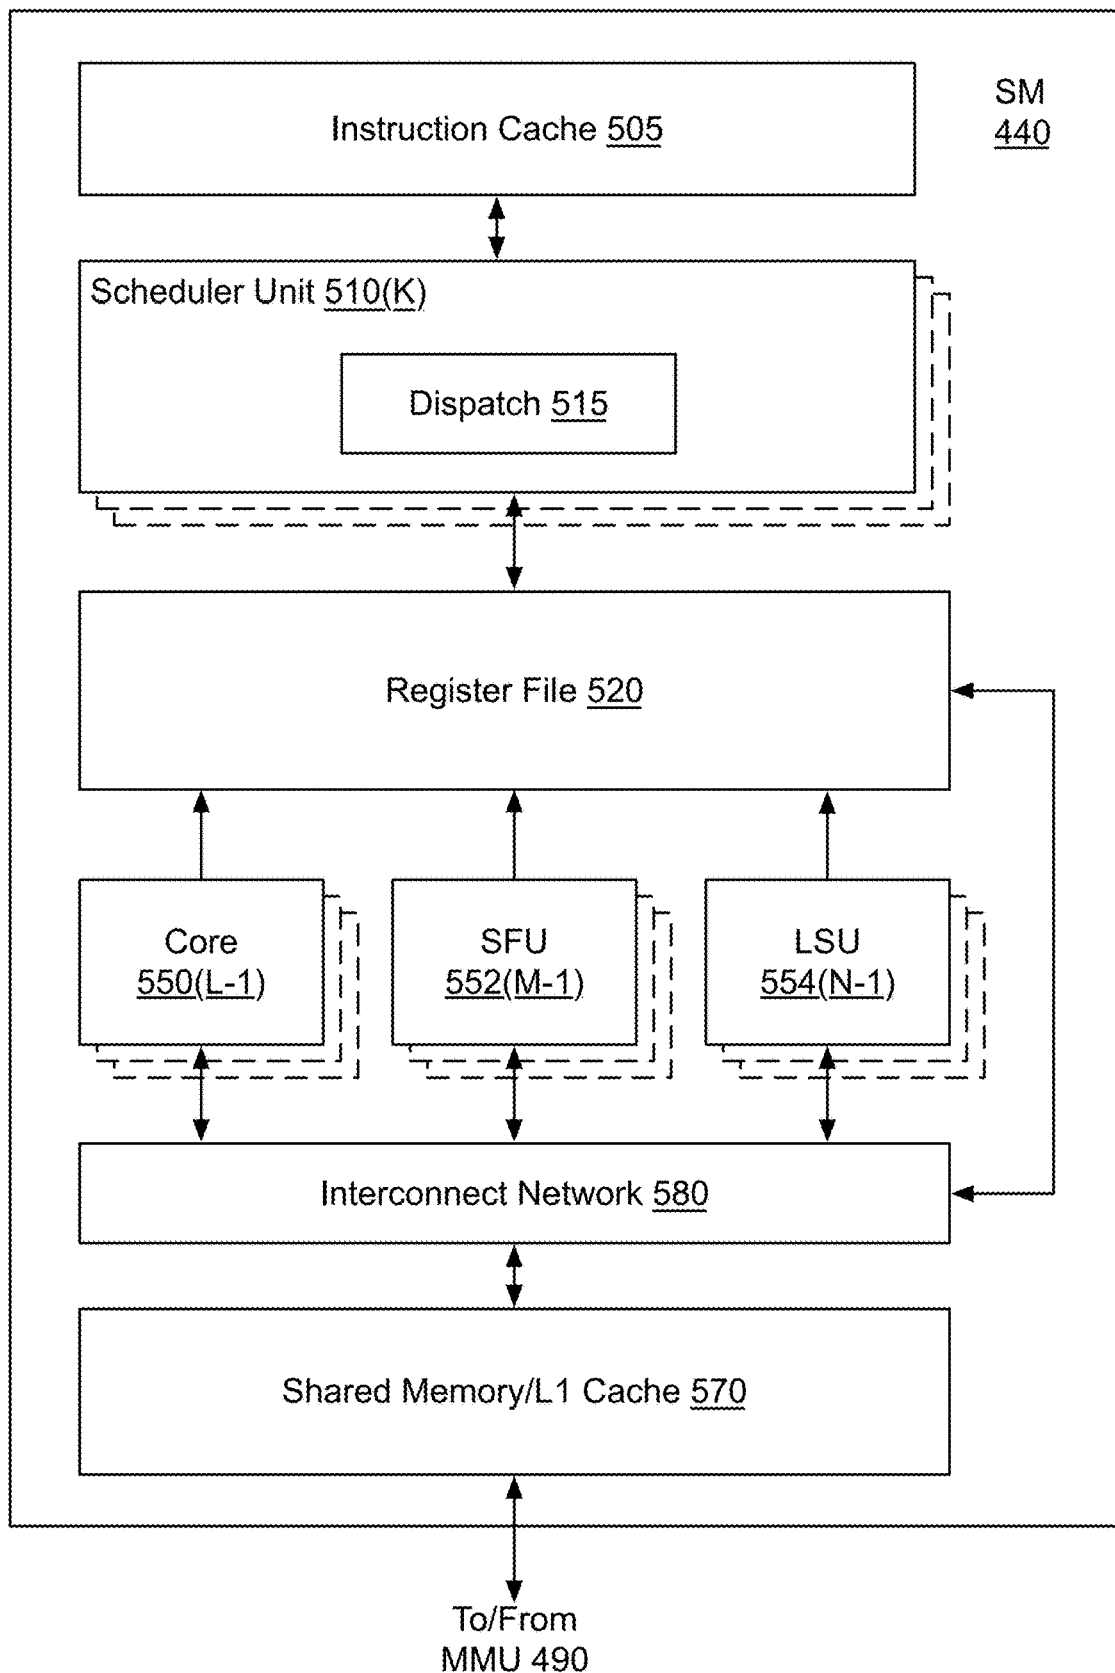 SM
440
Instruction Cache 505
Scheduler Unit 510(K)
Dispatch 515
Register File 520
Core
550(L-1)
SFU
552(M-1)
LSU
554(N-1)
Interconnect Network 580
Shared Memory/L1 Cache 570
To/From
MMU 490